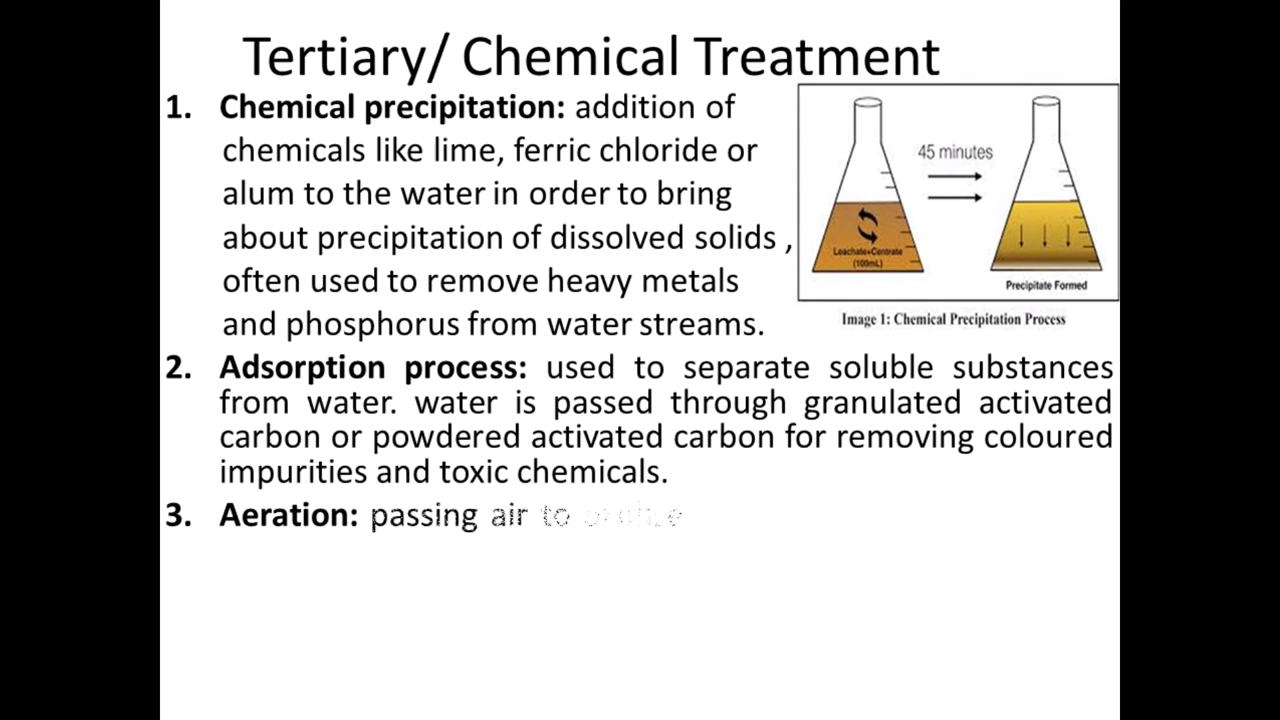 Tertiary/ Chemical Treatment
1. Chemical precipitation: addition of
chemicals like lime, ferric chloride or
alum to the water in order to bring
about precipitation of dissolved solids ,
often used to remove heavy metals
and phosphorus from water streams.
45 minutes
Leachate+Centrate
(100mL)
Precipitate Formed
Image 1: Chemical Precipitation Process
2. Adsorption process: used to separate soluble substances
from water. water is passed through granulated activated
carbon or powdered activated carbon for removing coloured
impurities and toxic chemicals.
3. Aeration: passing air to